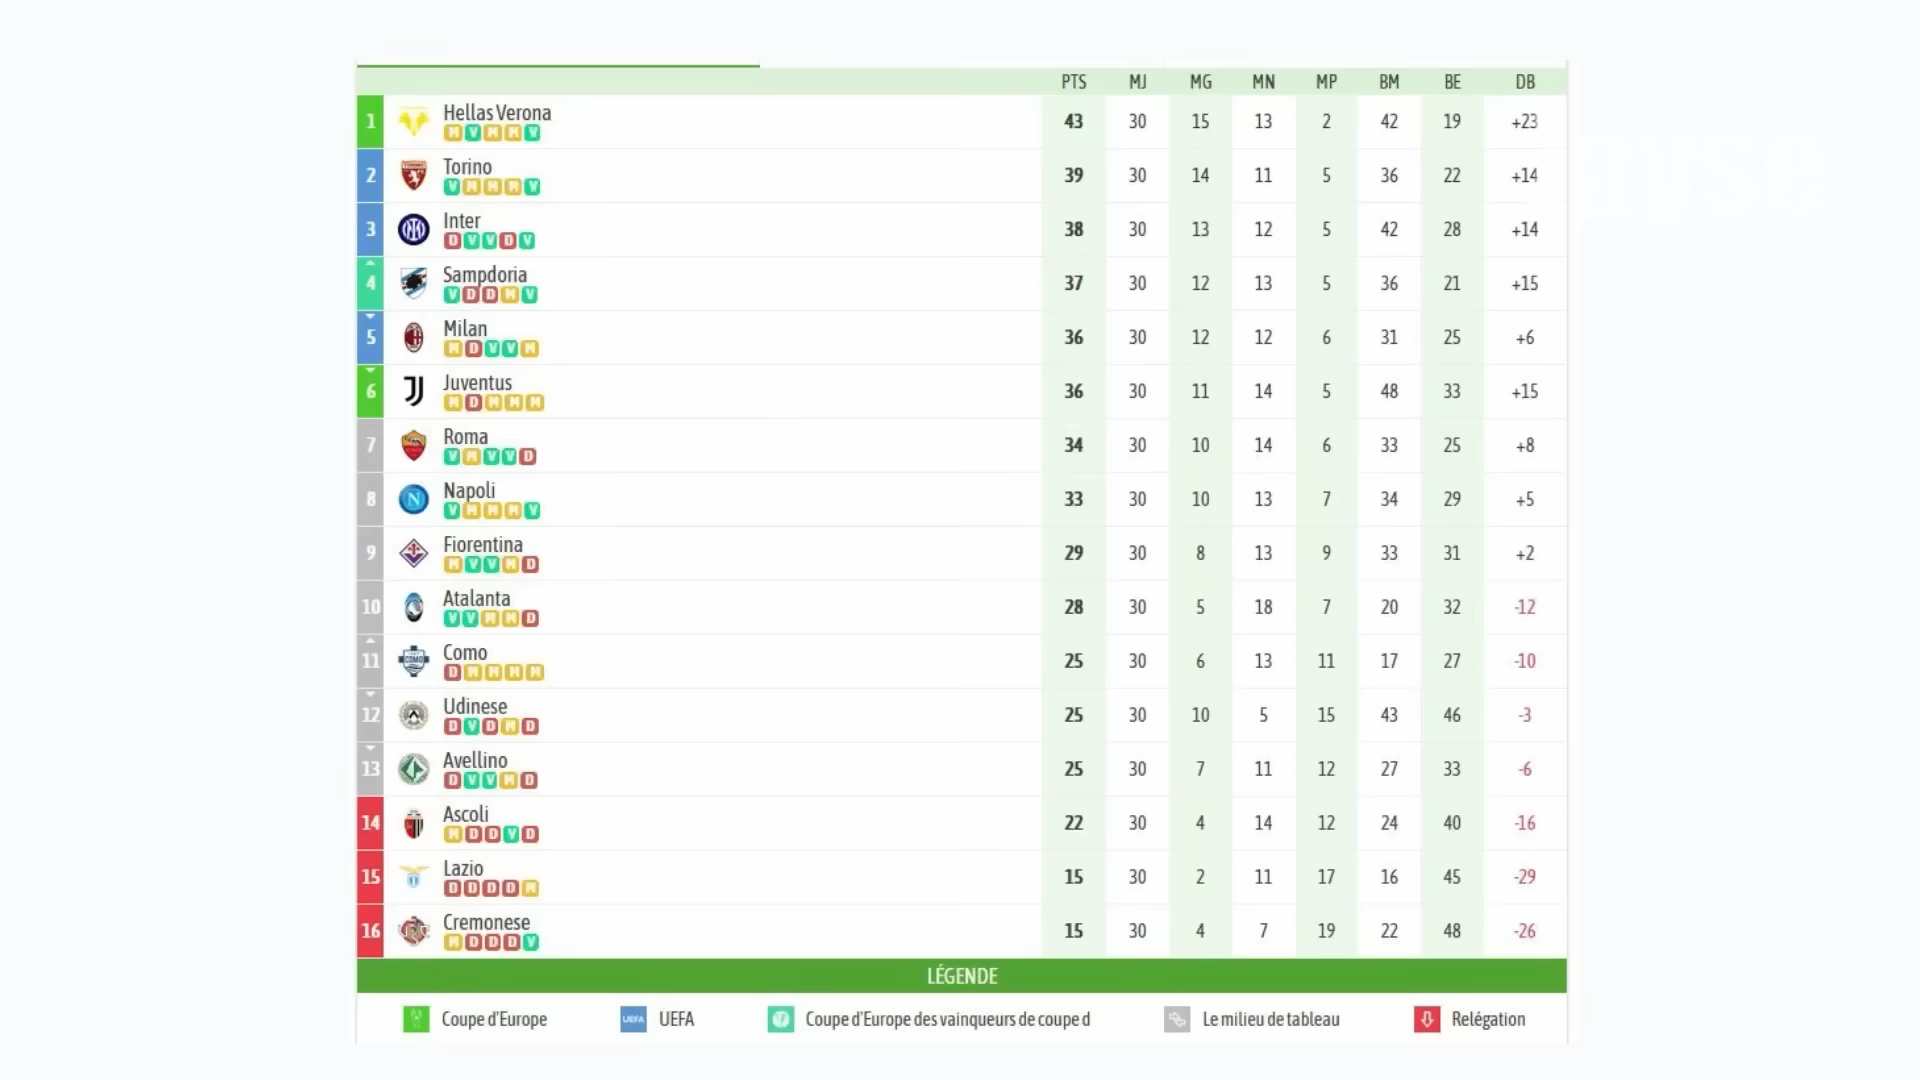 PTS MJ MG MN MP BM BE DB
1 Hellas Verona 43 30 15 13 2 42 19 +23
M V M M V
2 Torino 39 30 14 11 5 36 22 +14
V M M M V
3 Inter 38 30 13 12 5 42 28 +14
D V V D V
4 Sampdoria 37 30 12 13 5 36 21 +15
V D D M V
5 Milan 36 30 12 12 6 31 25 +6
M D V V M
6 Juventus 36 30 11 14 5 48 33 +15
M D M M M
7 Roma 34 30 10 14 6 33 25 +8
V M V V D
8 Napoli 33 30 10 13 7 34 29 +5
V M M M V
9 Fiorentina 29 30 8 13 9 33 31 +2
M V V M D
10 Atalanta 28 30 5 18 7 20 32 -12
V V M M D
11 Como 25 30 6 13 11 17 27 -10
D M M M M
12 Udinese 25 30 10 5 15 43 46 -3
D V D M D
13 Avellino 25 30 7 11 12 27 33 -6
D V V M D
14 Ascoli 22 30 4 14 12 24 40 -16
M D D V D
15 Lazio 15 30 2 11 17 16 45 -29
D D D D M
16 Cremonese 15 30 4 7 19 22 48 -26
M D D D V
LÉGENDE
Coupe d'Europe UEFA UEFA Coupe d'Europe des vainqueurs de coupe d Le milieu de tableau Relégation